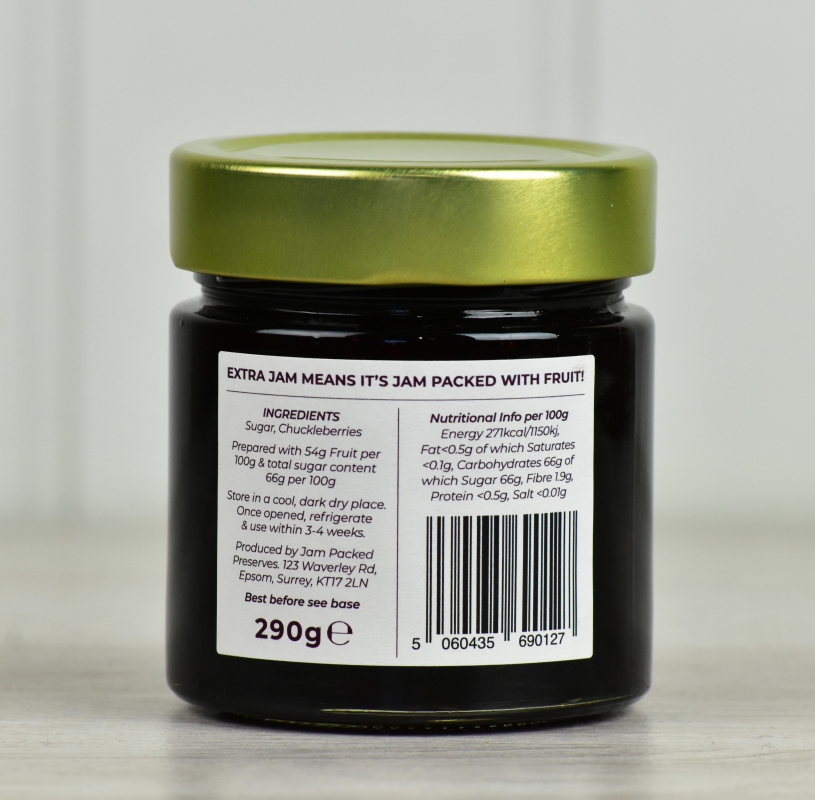 EXTRA JAM MEANS IT'S JAM PACKED WITH FRUIT!
INGREDIENTS
Sugar, Chuckleberries
Prepared with 54g Fruit per
100g & total sugar content
66g per 100g
Store in a cool, dark dry place.
Once opened, refrigerate
& use within 3-4 weeks.
Produced by Jam Packed
Preserves. 123 Waverley Rd,
Epsom, Surrey, KT17 2LN
Best before see base
290g℮
Nutritional Info per 100g
Energy 271kcal/1150kj,
Fat<0.5g of which Saturates
<0.1g, Carbohydrates 66g of
which Sugar 66g, Fibre 1.9g,
Protein <0.5g, Salt <0.01g
5 060435 690127